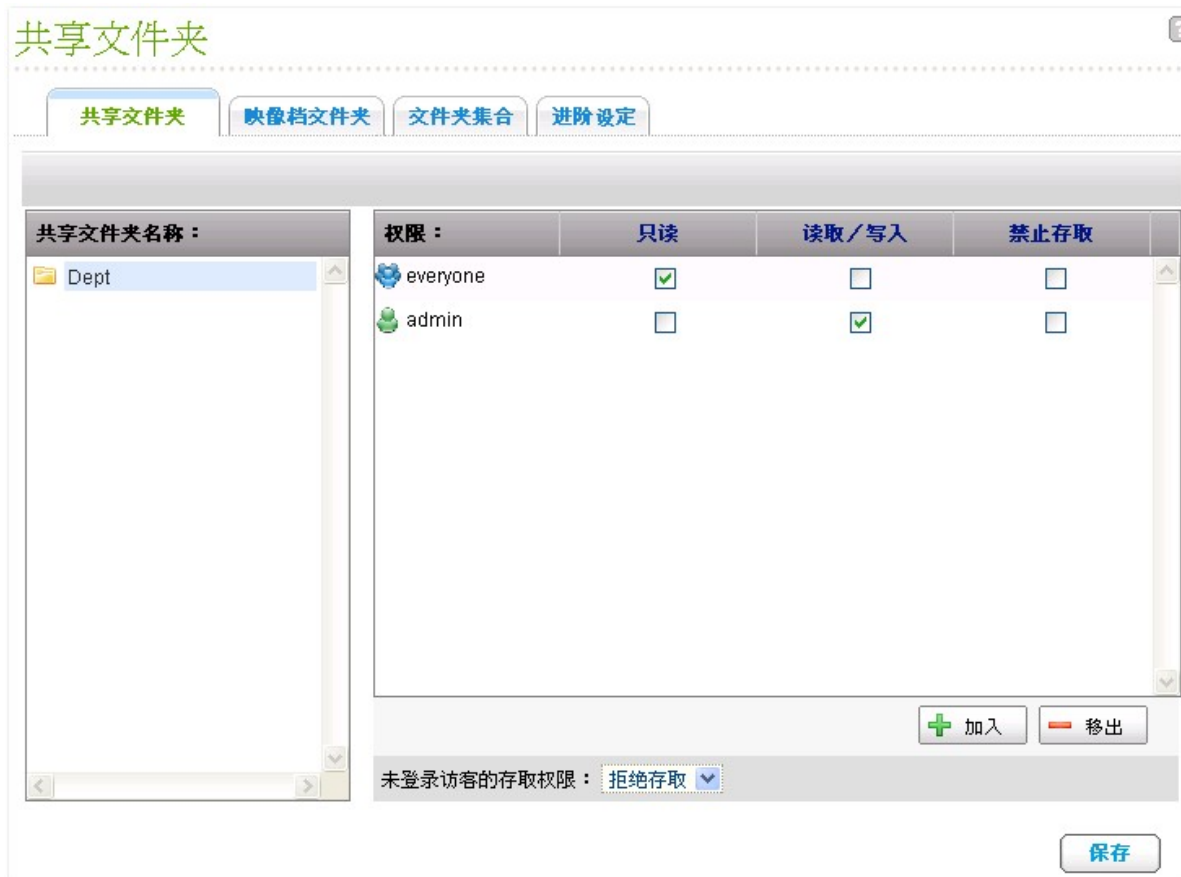 共享文件夹
共享文件夹 映像档文件夹 文件夹集合 进阶设定
共享文件夹名称：
Dept
权限： 只读 读取／写入 禁止存取
everyone
admin
加入 移出
未登录访客的存取权限： 拒绝存取
保存